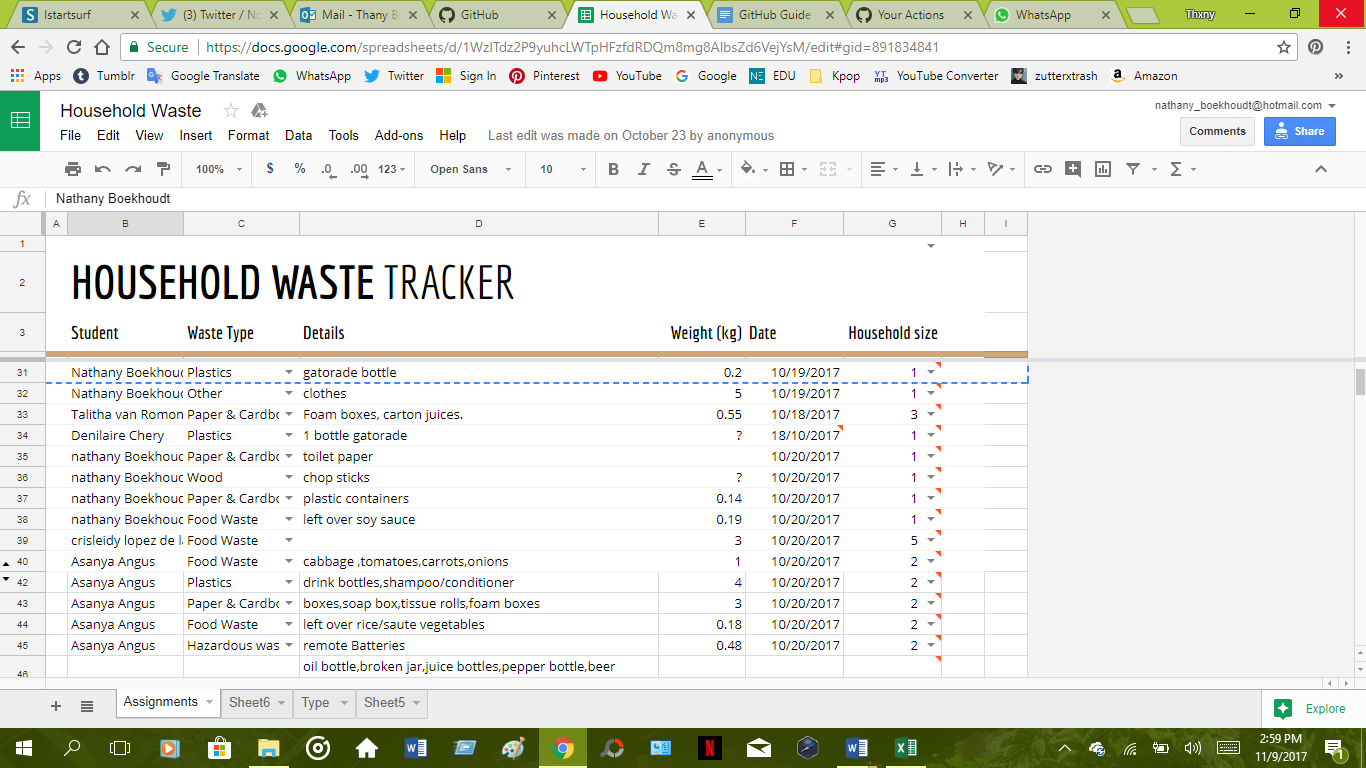 Istartsurf (3) Twitter / No Mail - Thany B GitHub Household Wa GitHub Guide Your Actions WhatsApp Thxny
Secure https://docs.google.com/spreadsheets/d/1WzITdz2P9yuhcLWTpHFzfdRDQm8mg8AIbsZd6VejYsM/edit#gid=891834841
Apps Tumblr Google Translate WhatsApp Twitter Sign In Pinterest YouTube Google EDU Kpop YouTube Converter zutterxtrash Amazon »
Household Waste nathany_boekhoudt@hotmail.com
File Edit View Insert Format Data Tools Add-ons Help Last edit was made on October 23 by anonymous Comments Share
100% $ % .0 .00 123 Open Sans 10 B I S A Σ
fx Nathany Boekhoudt
A B C D E F G H I
1
2 HOUSEHOLD WASTE TRACKER
3 Student Waste Type Details Weight (kg) Date Household size
31 Nathany Boekhouc Plastics gatorade bottle 0.2 10/19/2017 1
32 Nathany Boekhouc Other clothes 5 10/19/2017 1
33 Talitha van Romon Paper & Cardbc Foam boxes, carton juices. 0.55 10/18/2017 3
34 Denilaire Chery Plastics 1 bottle gatorade ? 18/10/2017 1
35 nathany Boekhouc Paper & Cardbc toilet paper 10/20/2017 1
36 nathany Boekhouc Wood chop sticks ? 10/20/2017 1
37 nathany Boekhouc Paper & Cardbc plastic containers 0.14 10/20/2017 1
38 nathany Boekhouc Food Waste left over soy sauce 0.19 10/20/2017 1
39 crisleidy lopez de l Food Waste 3 10/20/2017 5
40 Asanya Angus Food Waste cabbage ,tomatoes,carrots,onions 1 10/20/2017 2
42 Asanya Angus Plastics drink bottles,shampoo/conditioner 4 10/20/2017 2
43 Asanya Angus Paper & Cardbc boxes,soap box,tissue rolls,foam boxes 3 10/20/2017 2
44 Asanya Angus Food Waste left over rice/saute vegetables 0.18 10/20/2017 2
45 Asanya Angus Hazardous was remote Batteries 0.48 10/20/2017 2
46 oil bottle,broken jar,juice bottles,pepper bottle,beer
Assignments Sheet6 Type Sheet5 Explore
2:59 PM
11/9/2017